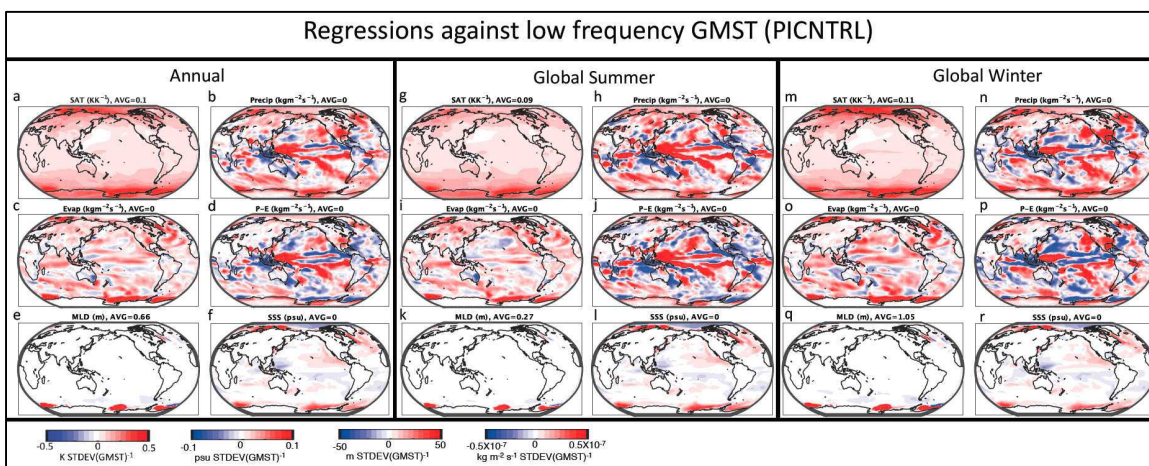 Regressions against low frequency GMST (PICNTRL)
Annual
Global Summer
Global Winter
a
SAT (KK⁻¹), AVG=0.1
b
Precip (kgm⁻²s⁻¹), AVG=0
g
SAT (KK⁻¹), AVG=0.09
h
Precip (kgm⁻²s⁻¹), AVG=0
m
SAT (KK⁻¹), AVG=0.11
n
Precip (kgm⁻²s⁻¹), AVG=0
c
Evap (kgm⁻²s⁻¹), AVG=0
d
P-E (kgm⁻²s⁻¹), AVG=0
i
Evap (kgm⁻²s⁻¹), AVG=0
j
P-E (kgm⁻²s⁻¹), AVG=0
o
Evap (kgm⁻²s⁻¹), AVG=0
p
P-E (kgm⁻²s⁻¹), AVG=0
e
MLD (m), AVG=0.66
f
SSS (psu), AVG=0
k
MLD (m), AVG=0.27
l
SSS (psu), AVG=0
q
MLD (m), AVG=1.05
r
SSS (psu), AVG=0
-0.5 0 0.5
K STDEV(GMST)⁻¹
-0.1 0 0.1
psu STDEV(GMST)⁻¹
-50 0 50
m STDEV(GMST)⁻¹
-0.5X10⁻⁷ 0 0.5X10⁻⁷
kg m⁻² s⁻¹ STDEV(GMST)⁻¹